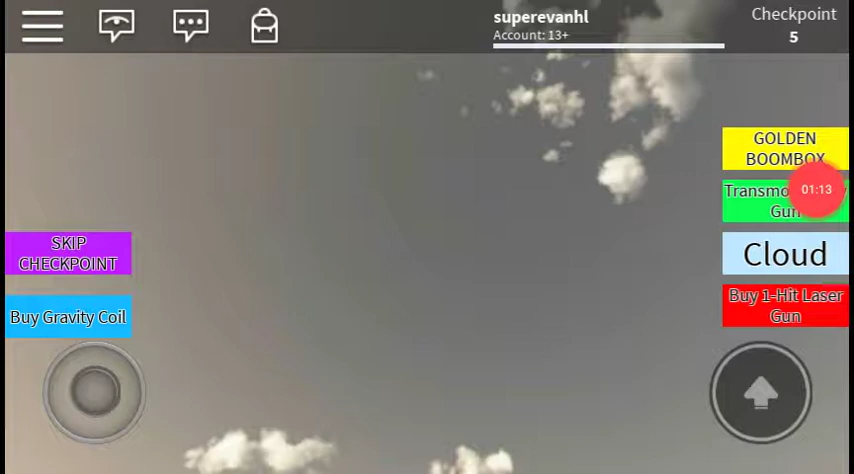 superevanhl
Account: 13+
Checkpoint
5
GOLDEN
BOOMBOX
01:13
Gun
Cloud
Buy 1-Hit Laser
Gun
SKIP
CHECKPOINT
Buy Gravity Coil